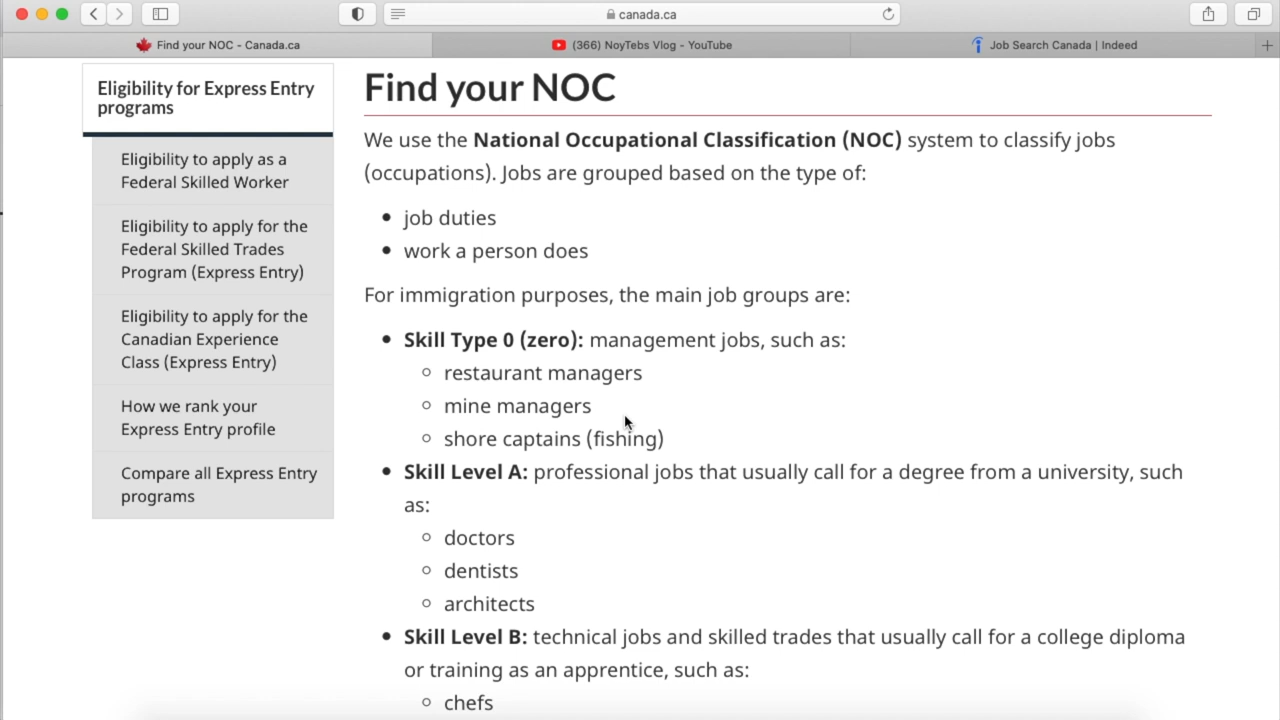 canada.ca
Find your NOC - Canada.ca
(366) NoyTebs Vlog - YouTube
Job Search Canada | Indeed
Eligibility for Express Entry
programs
Eligibility to apply as a
Federal Skilled Worker
Eligibility to apply for the
Federal Skilled Trades
Program (Express Entry)
Eligibility to apply for the
Canadian Experience
Class (Express Entry)
How we rank your
Express Entry profile
Compare all Express Entry
programs
Find your NOC
We use the National Occupational Classification (NOC) system to classify jobs
(occupations). Jobs are grouped based on the type of:
job duties
work a person does
For immigration purposes, the main job groups are:
Skill Type 0 (zero): management jobs, such as:
restaurant managers
mine managers
shore captains (fishing)
Skill Level A: professional jobs that usually call for a degree from a university, such
as:
doctors
dentists
architects
Skill Level B: technical jobs and skilled trades that usually call for a college diploma
or training as an apprentice, such as:
chefs